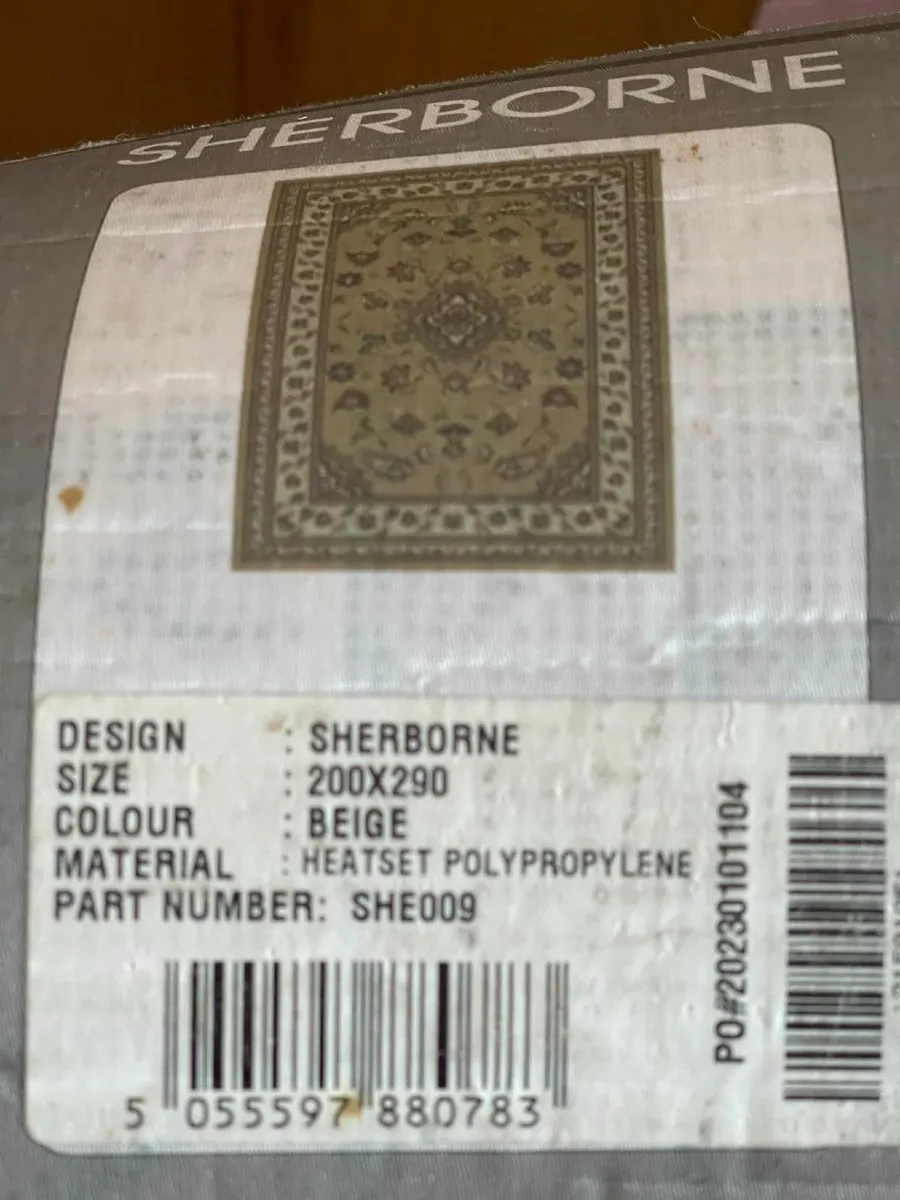 SHERBORNE
DESIGN : SHERBORNE
SIZE : 200X290
COLOUR : BEIGE
MATERIAL : HEATSET POLYPROPYLENE
PART NUMBER: SHE009
5 055597 880783
PO#20230101104